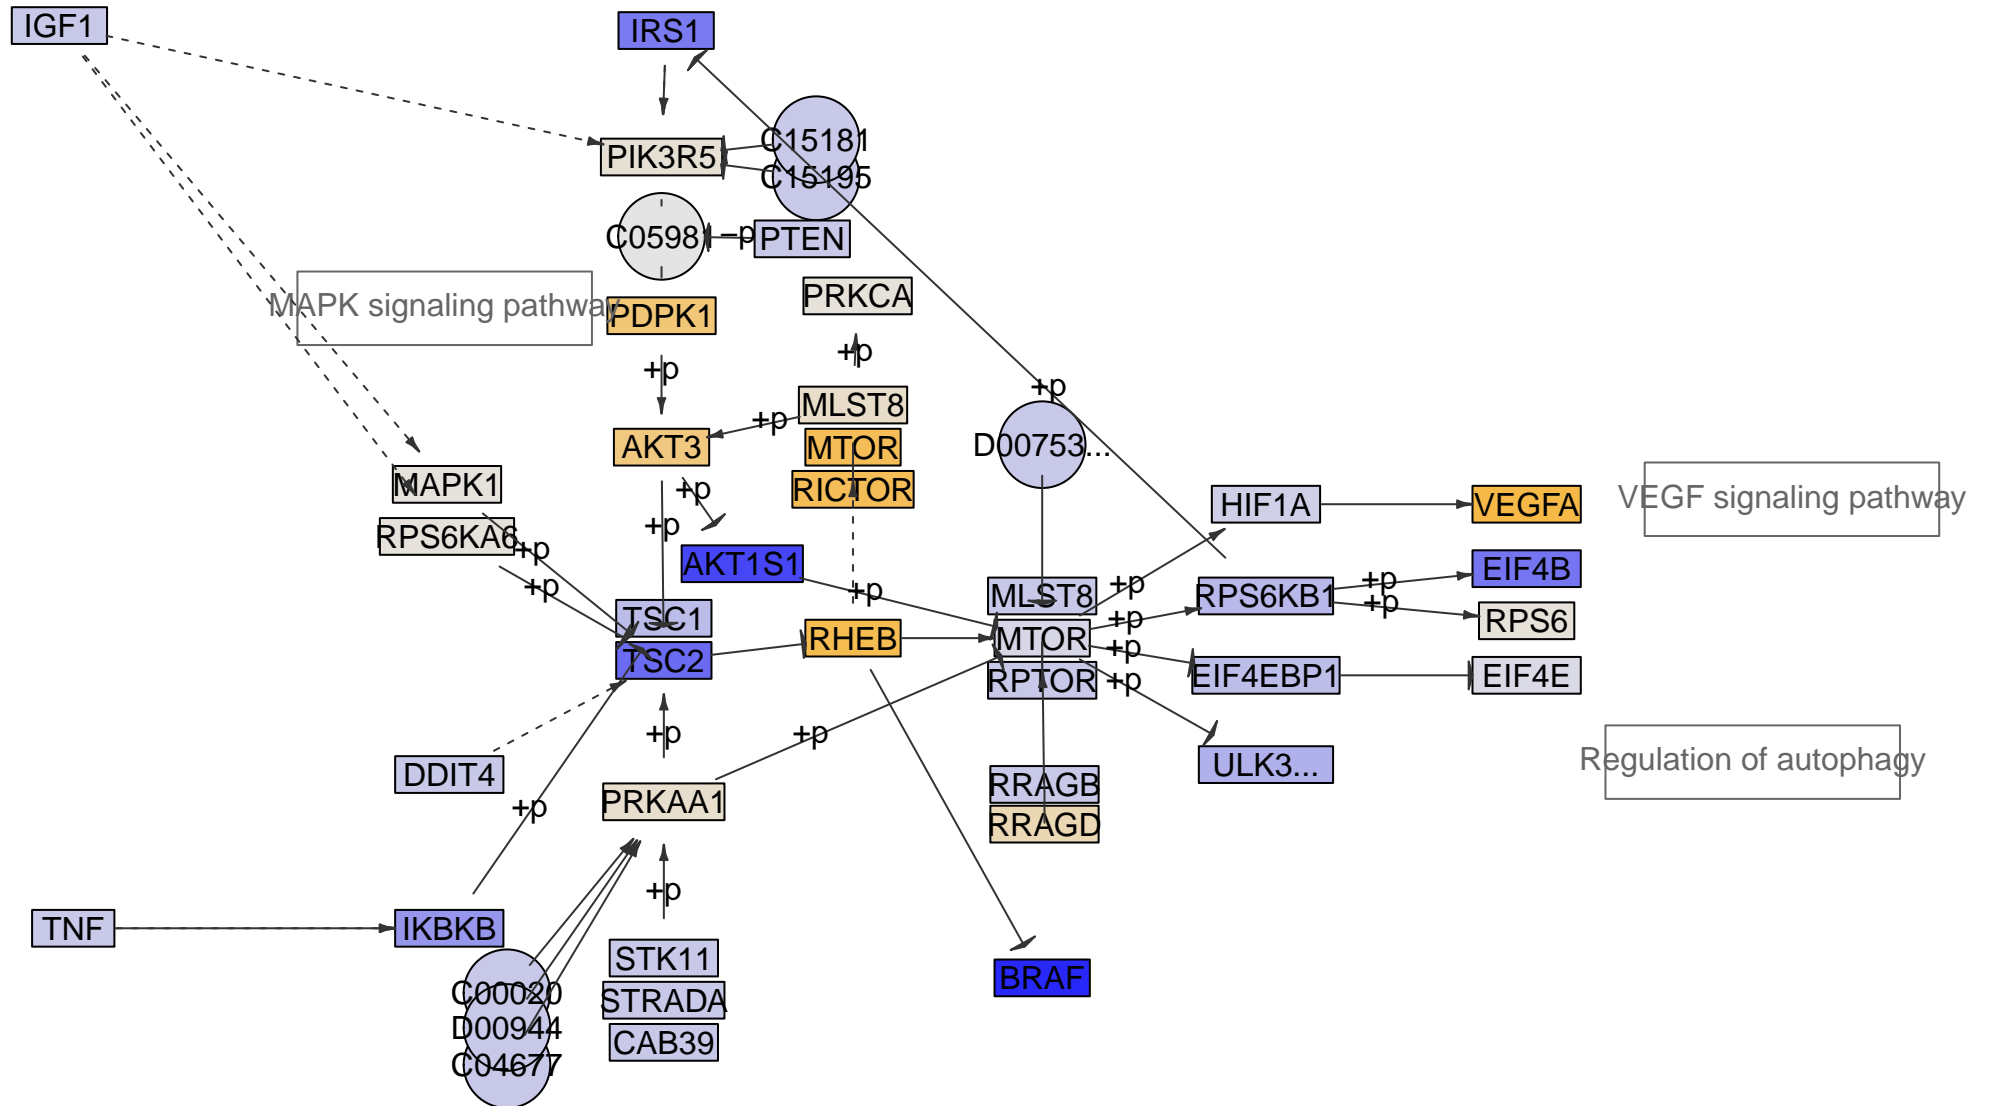 IGF1
IRS1
C15181
PIK3R5
C15195
C0598
-p
PTEN
PRKCA
MAPK signaling pathway
PDPK1
+p
+p
+p
MLST8
+p
AKT3
MTOR
D00753...
MAPK1
+p
RICTOR
HIF1A
VEGFA
VEGF signaling pathway
+p
RPS6KA6
+p
AKT1S1
EIF4B
+p
+p
+p
+p
MLST8
RPS6KB1
+p
TSC1
+p
RPS6
RHEB
MTOR
+p
TSC2
RPTOR
+p
EIF4EBP1
EIF4E
+p
+p
DDIT4
ULK3...
Regulation of autophagy
RRAGB
PRKAA1
+p
RRAGD
+p
TNF
IKBKB
STK11
BRAF
C00020
STRADA
D00944
CAB39
C04677